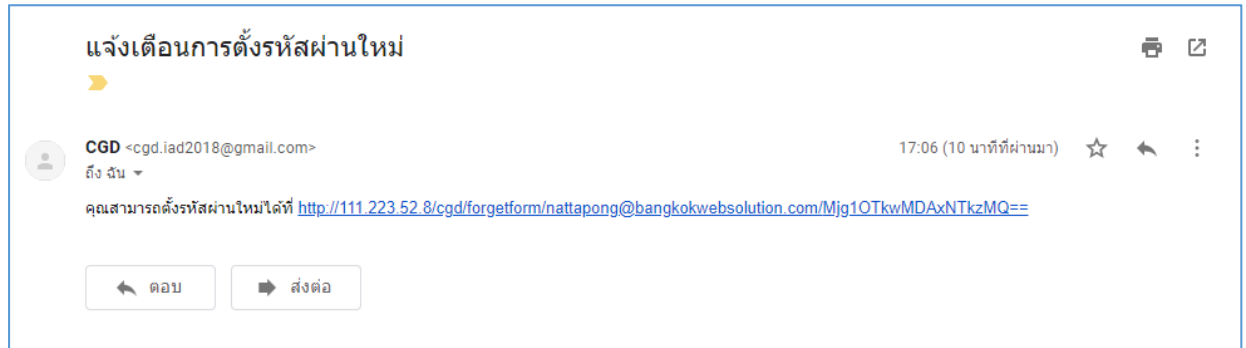 แจ้งเตือนการตั้งรหัสผ่านใหม่
CGD <cgd.iad2018@gmail.com>
17:06 (10 นาทีที่ผ่านมา)
ถึง ฉัน
คุณสามารถตั้งรหัสผ่านใหม่ได้ที่ http://111.223.52.8/cgd/forgetform/nattapong@bangkokwebsolution.com/Mjg1OTkwMDAxNTkzMQ==
ตอบ
ส่งต่อ